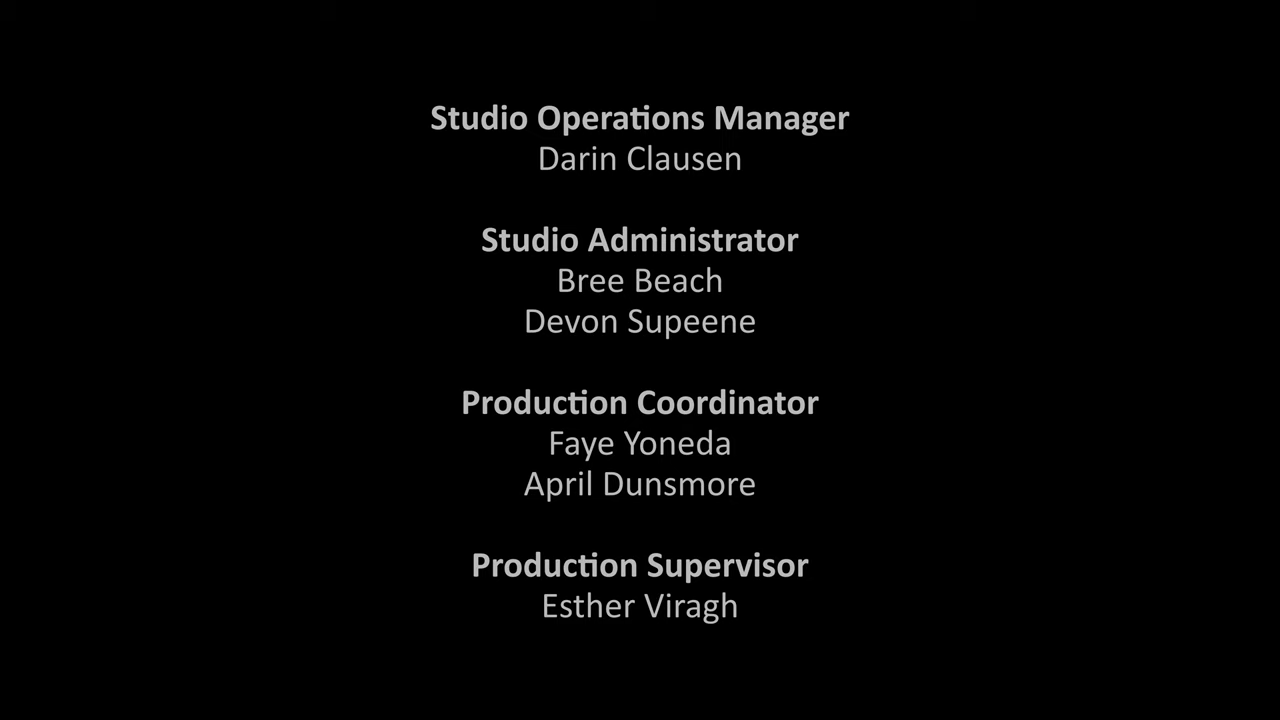 Studio Operations Manager
Darin Clausen
Studio Administrator
Bree Beach
Devon Supeene
Production Coordinator
Faye Yoneda
April Dunsmore
Production Supervisor
Esther Viragh